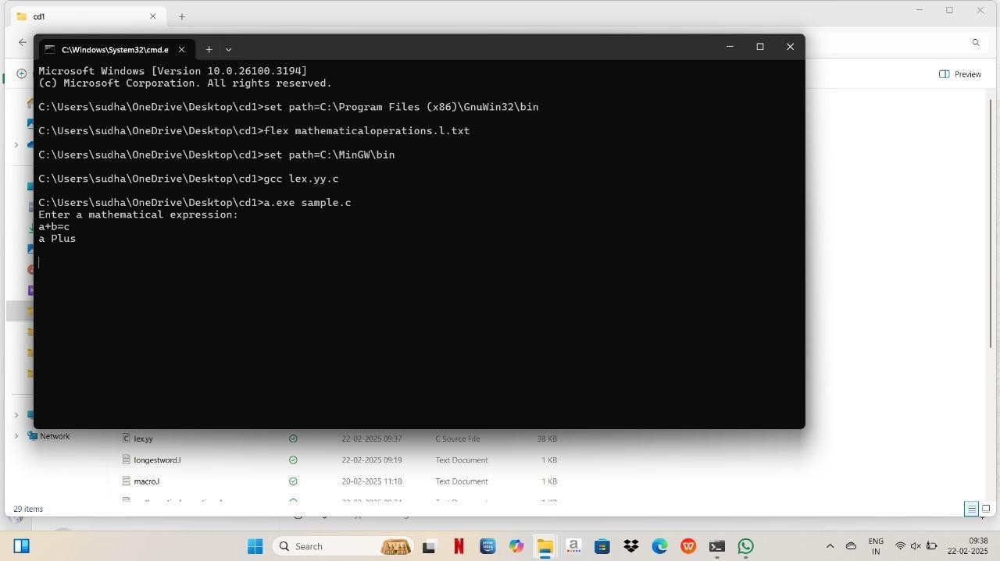 cd1
C:\Windows\System32\cmd.e
Preview
Microsoft Windows [Version 10.0.26100.3194]
(c) Microsoft Corporation. All rights reserved.
C:\Users\sudha\OneDrive\Desktop\cd1>set path=C:\Program Files (x86)\GnuWin32\bin
C:\Users\sudha\OneDrive\Desktop\cd1>flex mathematicaloperations.l.txt
C:\Users\sudha\OneDrive\Desktop\cd1>set path=C:\MinGW\bin
C:\Users\sudha\OneDrive\Desktop\cd1>gcc lex.yy.c
C:\Users\sudha\OneDrive\Desktop\cd1>a.exe sample.c
Enter a mathematical expression:
a+b=c
a Plus
Network
lex.yy 22-02-2025 09:37 C Source File 38 KB
longestword.l 22-02-2025 09:19 Text Document 1 KB
macro.l 20-02-2025 11:18 Text Document 1 KB
29 items
Search
ENG
IN
09:38
22-02-2025